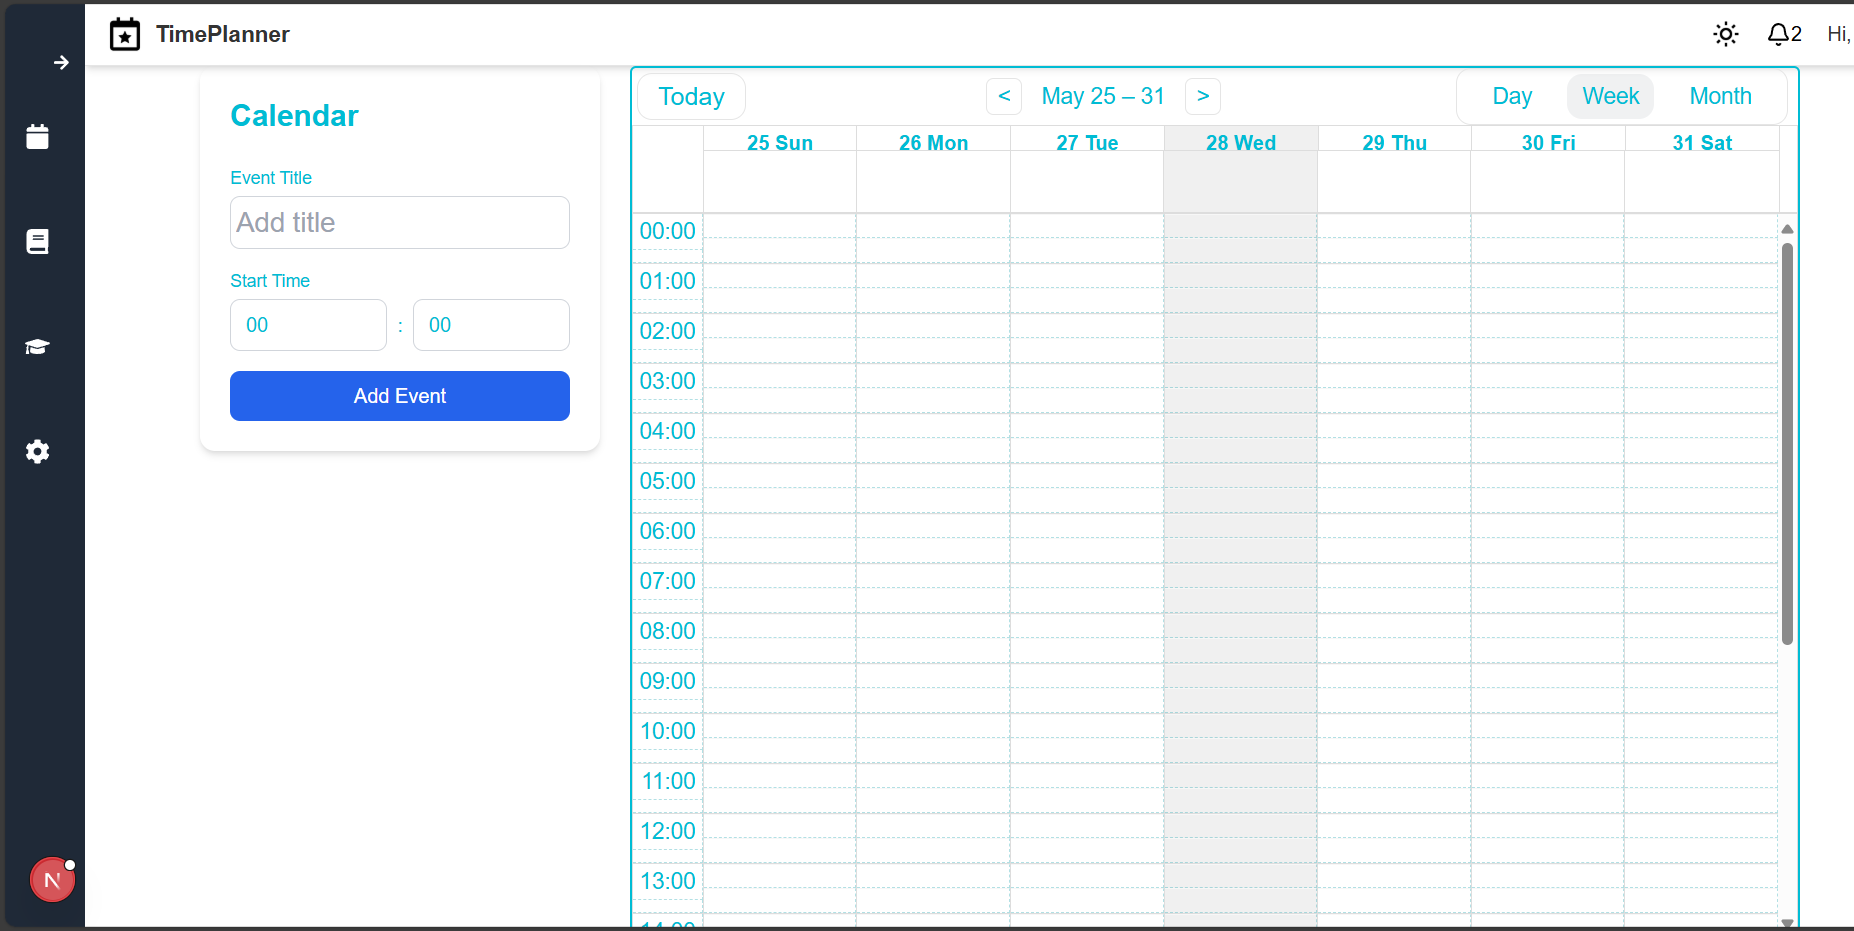 TimePlanner
2 Hi,
Calendar
Event Title
Add title
Start Time
00 : 00
Add Event
Today < May 25 – 31 > Day Week Month
25 Sun 26 Mon 27 Tue 28 Wed 29 Thu 30 Fri 31 Sat
00:00
01:00
02:00
03:00
04:00
05:00
06:00
07:00
08:00
09:00
10:00
11:00
12:00
13:00
14:00
N